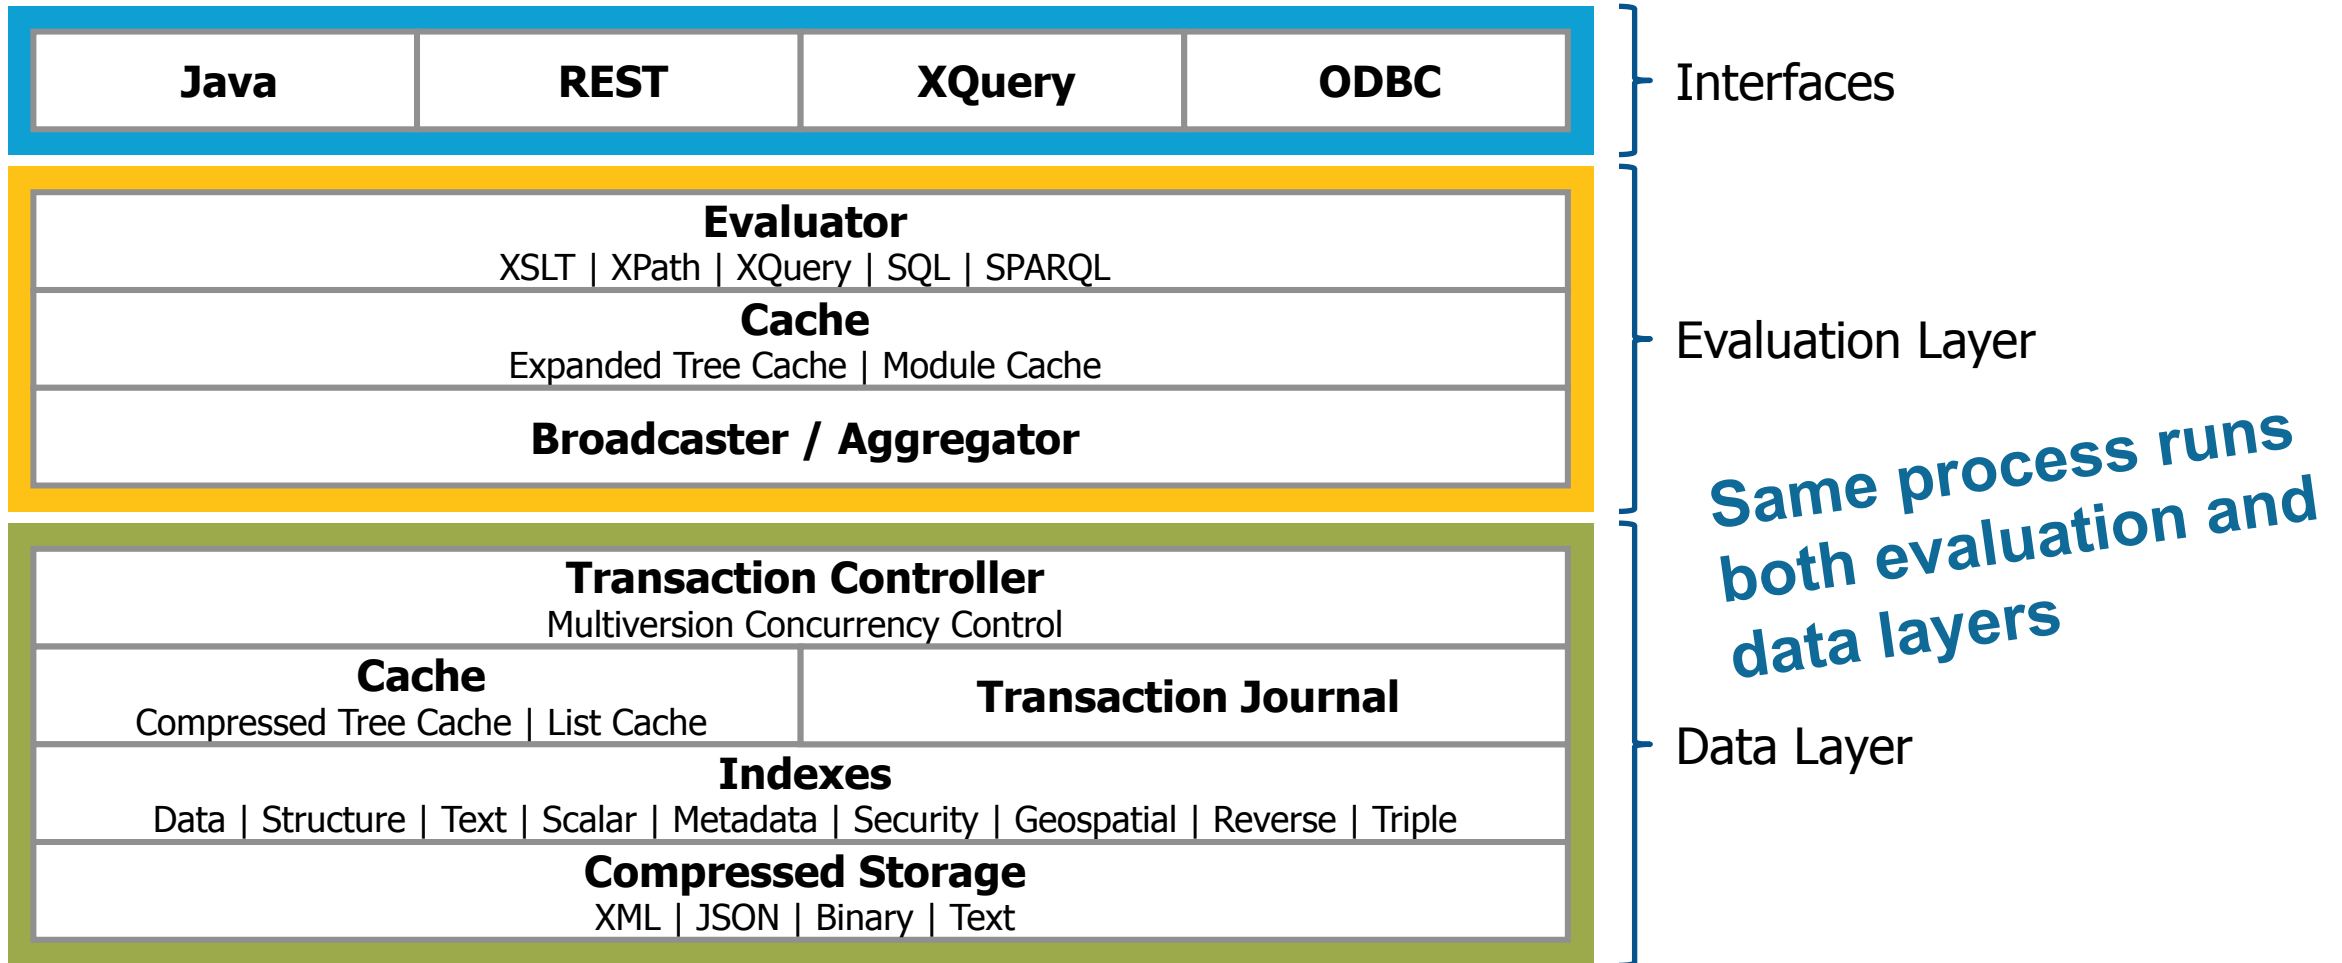 Java
REST
XQuery
ODBC
Interfaces
Evaluator
XSLT | XPath | XQuery | SQL | SPARQL
Cache
Expanded Tree Cache | Module Cache
Broadcaster / Aggregator
Evaluation Layer
Same process runs
both evaluation and
data layers
Transaction Controller
Multiversion Concurrency Control
Cache
Compressed Tree Cache | List Cache
Transaction Journal
Indexes
Data | Structure | Text | Scalar | Metadata | Security | Geospatial | Reverse | Triple
Compressed Storage
XML | JSON | Binary | Text
Data Layer